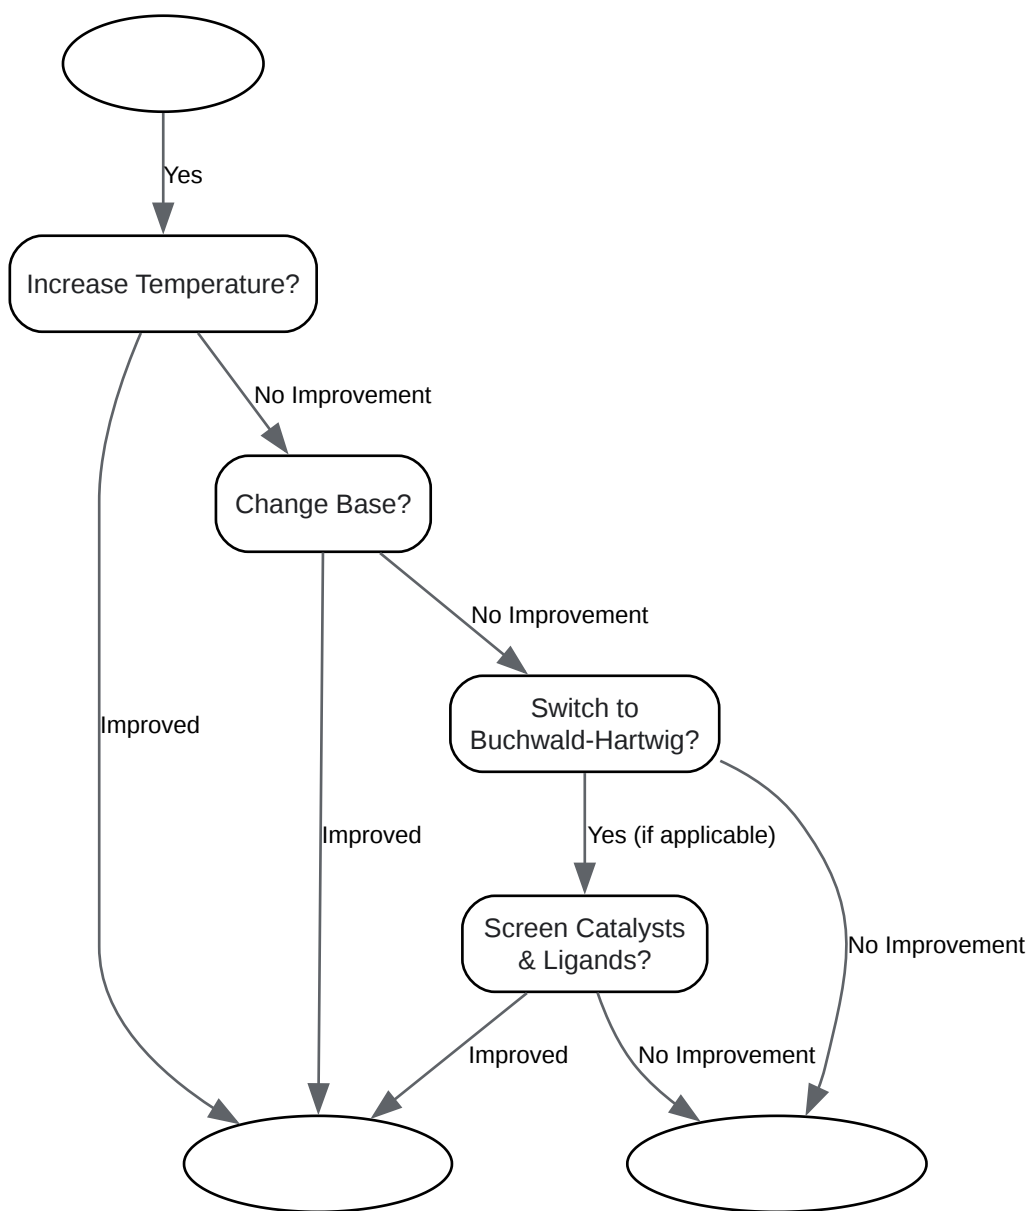 Yes
Increase Temperature?
No Improvement
Change Base?
No Improvement
Switch to
Buchwald-Hartwig?
Improved
Improved
Yes (if applicable)
Screen Catalysts
& Ligands?
No Improvement
Improved
No Improvement